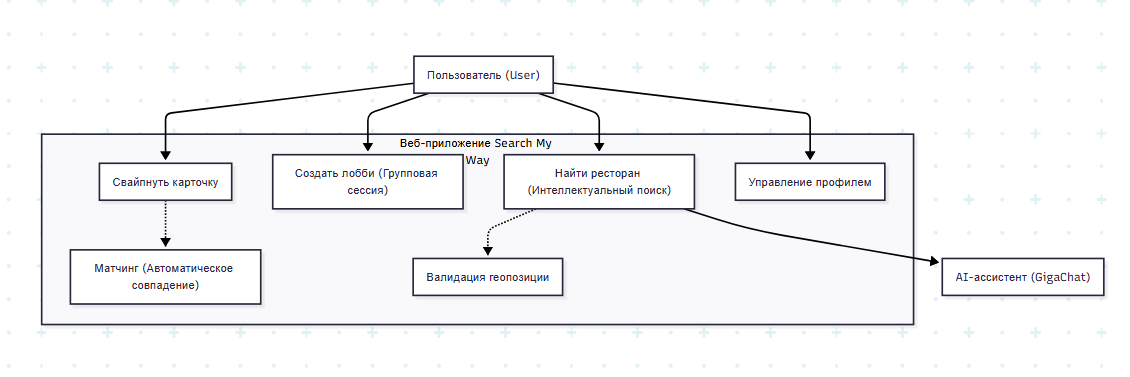 Пользователь (User)
Веб-приложение Search My
Way
Свайпнуть карточку
Создать лобби (Групповая
сессия)
Найти ресторан
(Интеллектуальный поиск)
Управление профилем
Матчинг (Автоматическое
совпадение)
Валидация геопозиции
AI-ассистент (GigaChat)